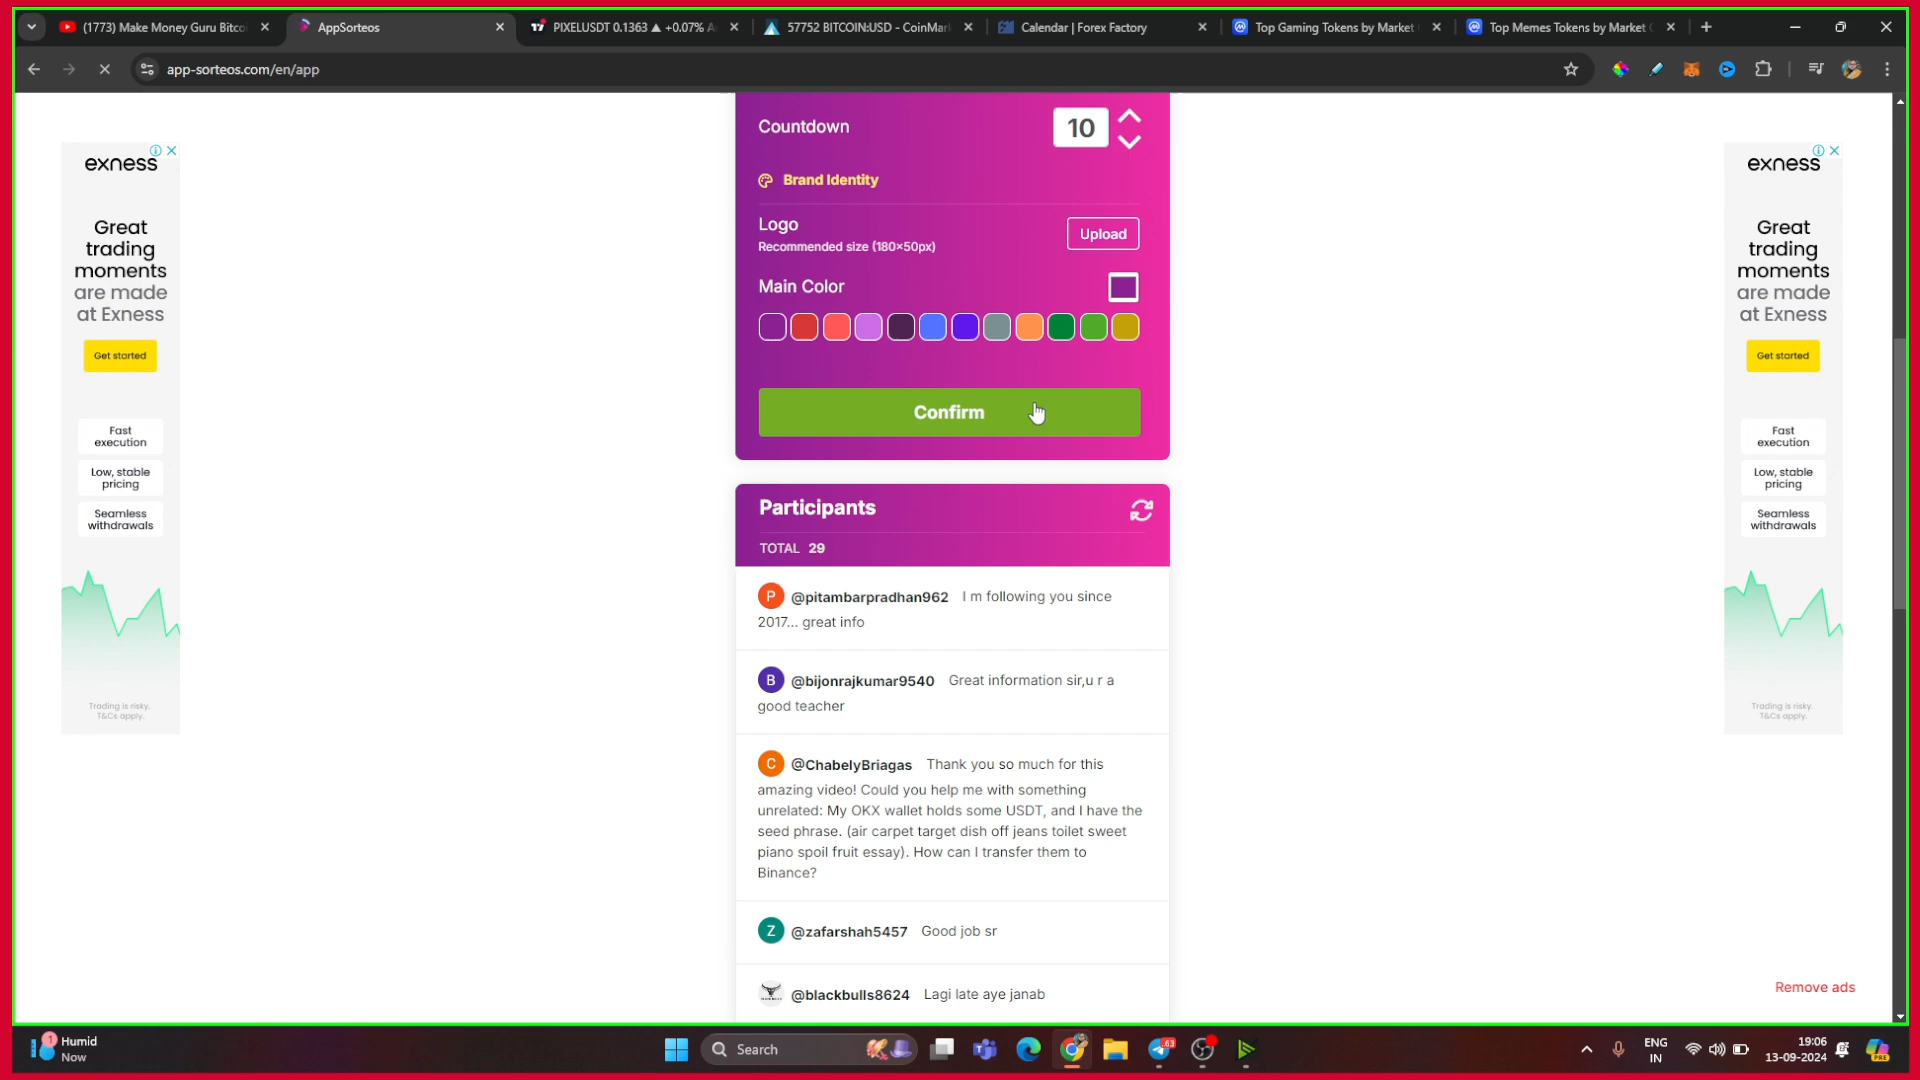 (1773) Make Money Guru Bitco
AppSorteos
PIXELUSDT 0.1363 ▲ +0.07% A
57752 BITCOIN:USD - CoinMar
Calendar | Forex Factory
Top Gaming Tokens by Market
Top Memes Tokens by Market C
app-sorteos.com/en/app
exness
Great
trading
moments
are made
at Exness
Get started
Fast
execution
Low, stable
pricing
Seamless
withdrawals
Trading is risky.
T&Cs apply.
Countdown
10
Brand Identity
Logo
Recommended size (180×50px)
Upload
Main Color
Confirm
Participants
TOTAL 29
P @pitambarpradhan962 I m following you since
2017... great info
B @bijonrajkumar9540 Great information sir,u r a
good teacher
C @ChabelyBriagas Thank you so much for this
amazing video! Could you help me with something
unrelated: My OKX wallet holds some USDT, and I have the
seed phrase. (air carpet target dish off jeans toilet sweet
piano spoil fruit essay). How can I transfer them to
Binance?
Z @zafarshah5457 Good job sr
@blackbulls8624 Lagi late aye janab
exness
Great
trading
moments
are made
at Exness
Get started
Fast
execution
Low, stable
pricing
Seamless
withdrawals
Trading is risky.
T&Cs apply.
Remove ads
1
Humid
Now
Search
63
ENG
IN
19:06
13-09-2024
PRE